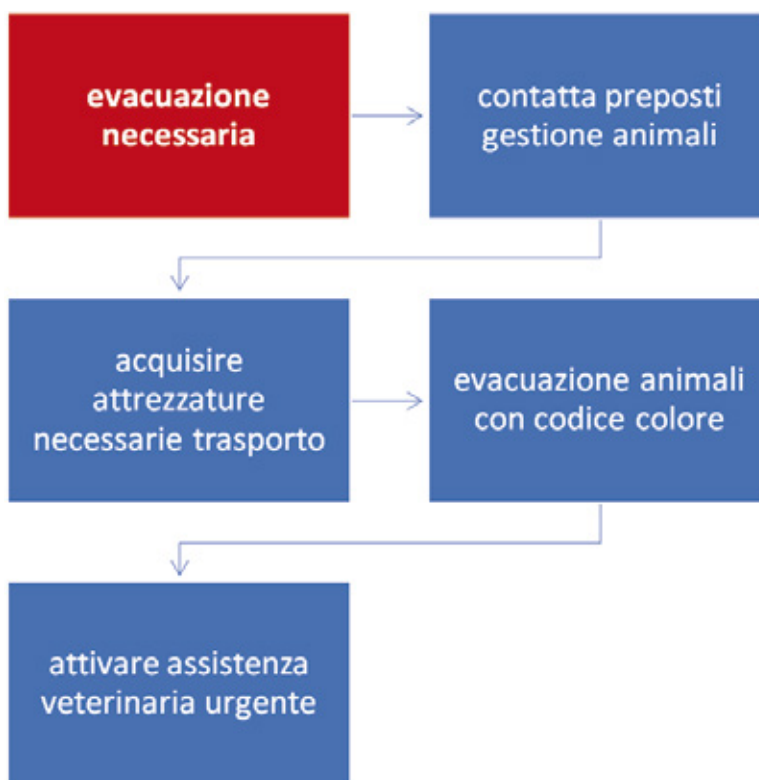 evacuazione
necessaria
contatta preposti
gestione animali
acquisire
attrezzature
necessarie trasporto
evacuazione animali
con codice colore
attivare assistenza
veterinaria urgente